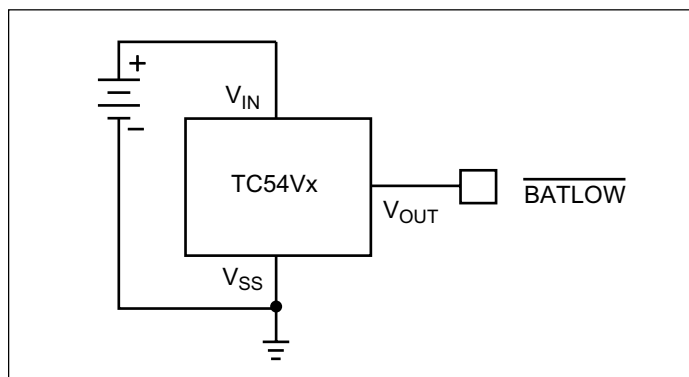 +
V_IN
–
TC54Vx
V_OUT
BATLOW
V_SS